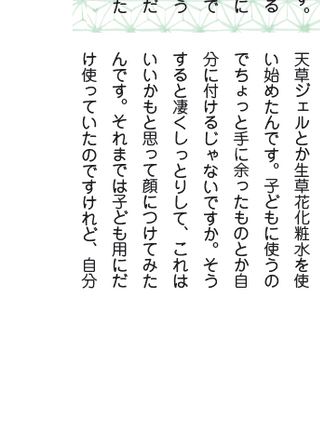 す。
る
に
で
う
だ
た
天草ジェルとか生草花化粧水を使
い始めたんです。子どもに使うの
でちょっと手に余ったものとか自
分に付けるじゃないですか。そう
すると凄くしっとりして、これは
いいかもと思って顔につけてみた
んです。それまでは子ども用にだ
け使っていたのですけれど、自分